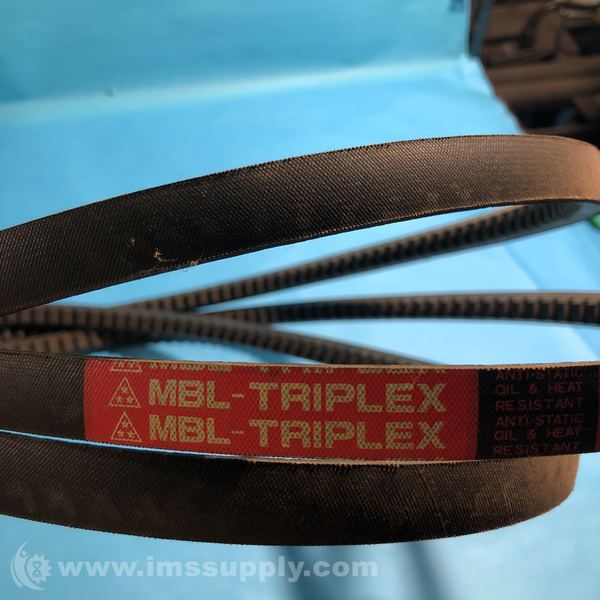 ANTI-STATIC
OIL & HEAT
RESISTANT
MBL-TRIPLEX
MBL-TRIPLEX
ANTI-STATIC
OIL & HEAT
RESISTANT
www.imssupply.com